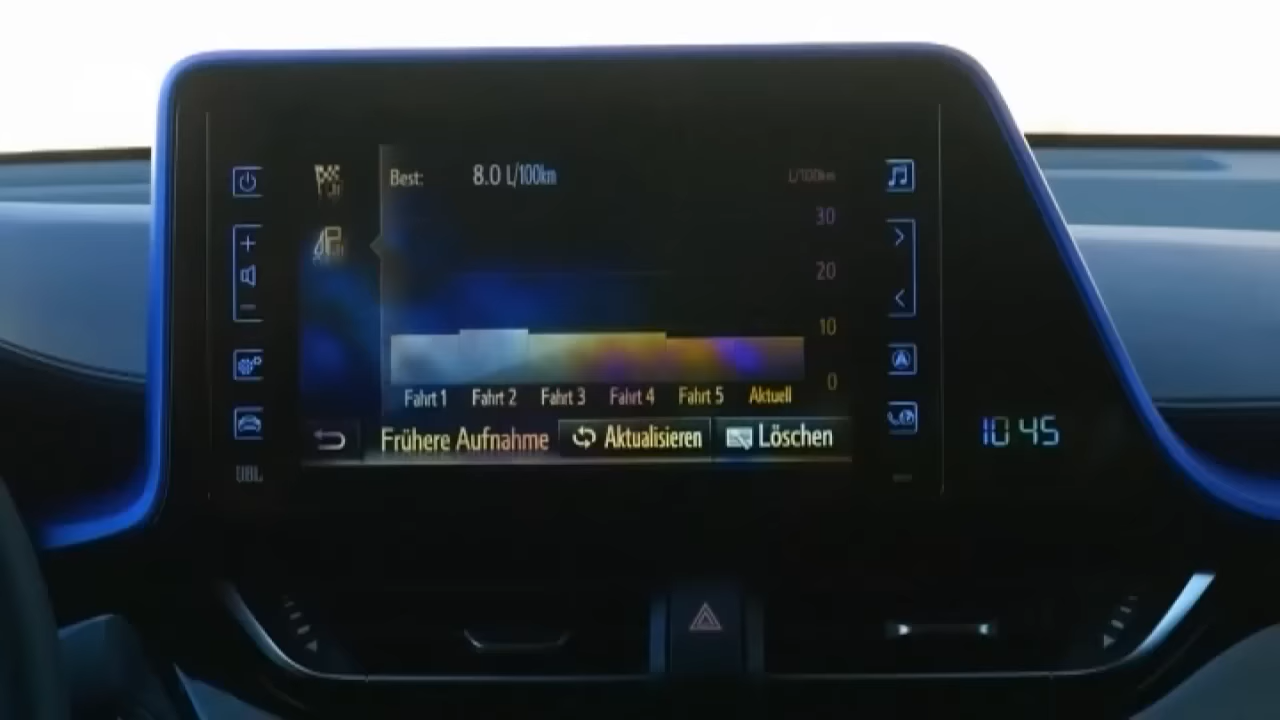 Best: 8.0 L/100km
L/100km
30
20
10
0
Fahrt 1 Fahrt 2 Fahrt 3 Fahrt 4 Fahrt 5 Aktuell
Frühere Aufnahme Aktualisieren Löschen
JBL
10 45